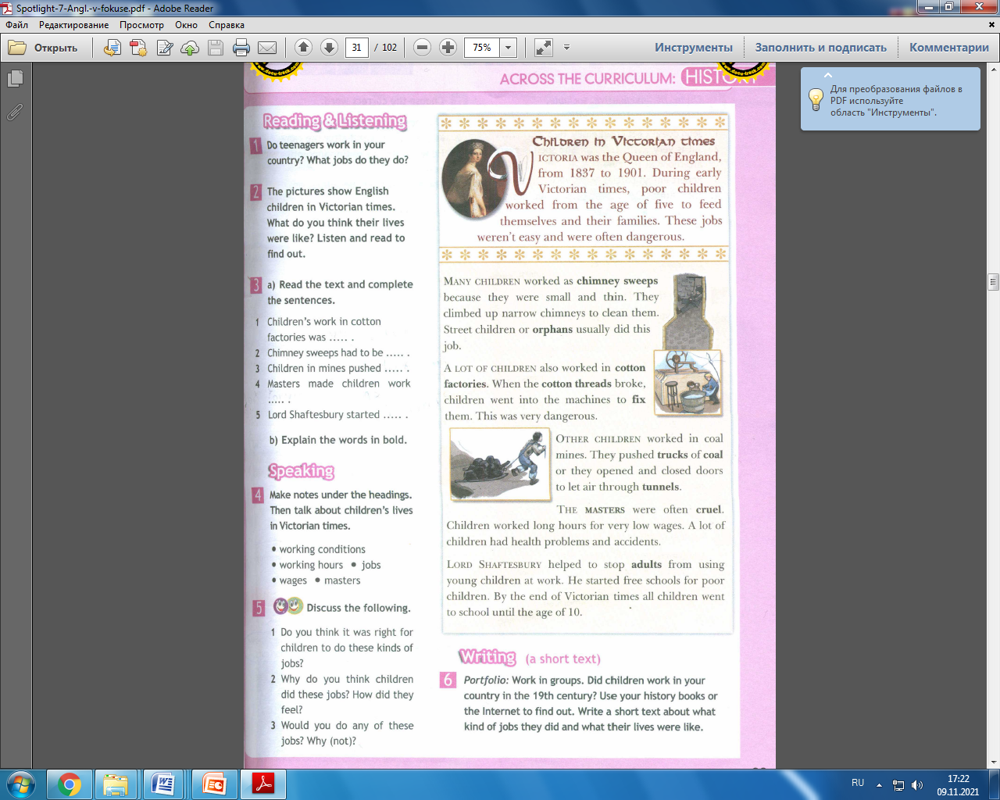 Spotlight-7-Angl.-v-fokuse.pdf - Adobe Reader
Файл Редактирование Просмотр Окно Справка
Открыть 31 / 102 75% Инструменты Заполнить и подписать Комментарии
Для преобразования файлов в
PDF используйте
область "Инструменты".
www.docu-track.com www.docu-track.com
ACROSS THE CURRICULUM: HISTORY
Reading & Listening
1 Do teenagers work in your
country? What jobs do they do?
2 The pictures show English
children in Victorian times.
What do you think their lives
were like? Listen and read to
find out.
3 a) Read the text and complete
the sentences.
1 Children's work in cotton
factories was ..... .
2 Chimney sweeps had to be ..... .
3 Children in mines pushed ..... .
4 Masters made children work
..... .
5 Lord Shaftesbury started ..... .
b) Explain the words in bold.
Speaking
4 Make notes under the headings.
Then talk about children's lives
in Victorian times.
• working conditions
• working hours • jobs
• wages • masters
5 Discuss the following.
1 Do you think it was right for
children to do these kinds of
jobs?
2 Why do you think children
did these jobs? How did they
feel?
3 Would you do any of these
jobs? Why (not)?
Children in Victorian times
VICTORIA was the Queen of England,
from 1837 to 1901. During early
Victorian times, poor children
worked from the age of five to feed
themselves and their families. These jobs
weren't easy and were often dangerous.
MANY CHILDREN worked as chimney sweeps
because they were small and thin. They
climbed up narrow chimneys to clean them.
Street children or orphans usually did this
job.
A LOT OF CHILDREN also worked in cotton
factories. When the cotton threads broke,
children went into the machines to fix
them. This was very dangerous.
OTHER CHILDREN worked in coal
mines. They pushed trucks of coal
or they opened and closed doors
to let air through tunnels.
THE MASTERS were often cruel.
Children worked long hours for very low wages. A lot of
children had health problems and accidents.
LORD SHAFTESBURY helped to stop adults from using
young children at work. He started free schools for poor
children. By the end of Victorian times all children went
to school until the age of 10.
Writing (a short text)
6 Portfolio: Work in groups. Did children work in your
country in the 19th century? Use your history books or
the Internet to find out. Write a short text about what
kind of jobs they did and what their lives were like.
RU 17:22
09.11.2021